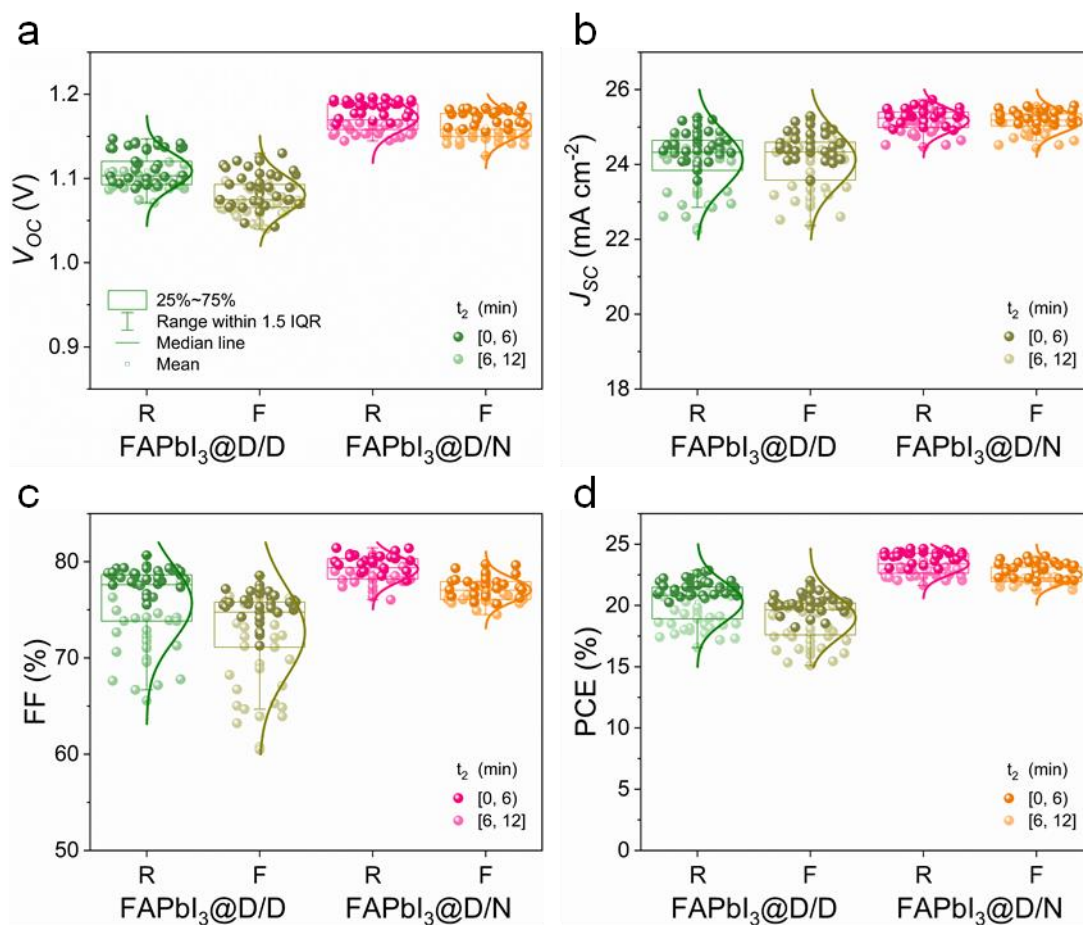 a
V_OC (V)
1.2
1.1
1.0
0.9
25%~75%
Range within 1.5 IQR
Median line
Mean
t₂ (min)
[0, 6)
[6, 12]
R F R F
FAPbI₃@D/D FAPbI₃@D/N
b
J_SC (mA cm⁻²)
26
24
22
20
18
t₂ (min)
[0, 6)
[6, 12]
R F R F
FAPbI₃@D/D FAPbI₃@D/N
c
FF (%)
80
70
60
50
t₂ (min)
[0, 6)
[6, 12]
R F R F
FAPbI₃@D/D FAPbI₃@D/N
d
PCE (%)
25
20
15
10
5
0
t₂ (min)
[0, 6)
[6, 12]
R F R F
FAPbI₃@D/D FAPbI₃@D/N